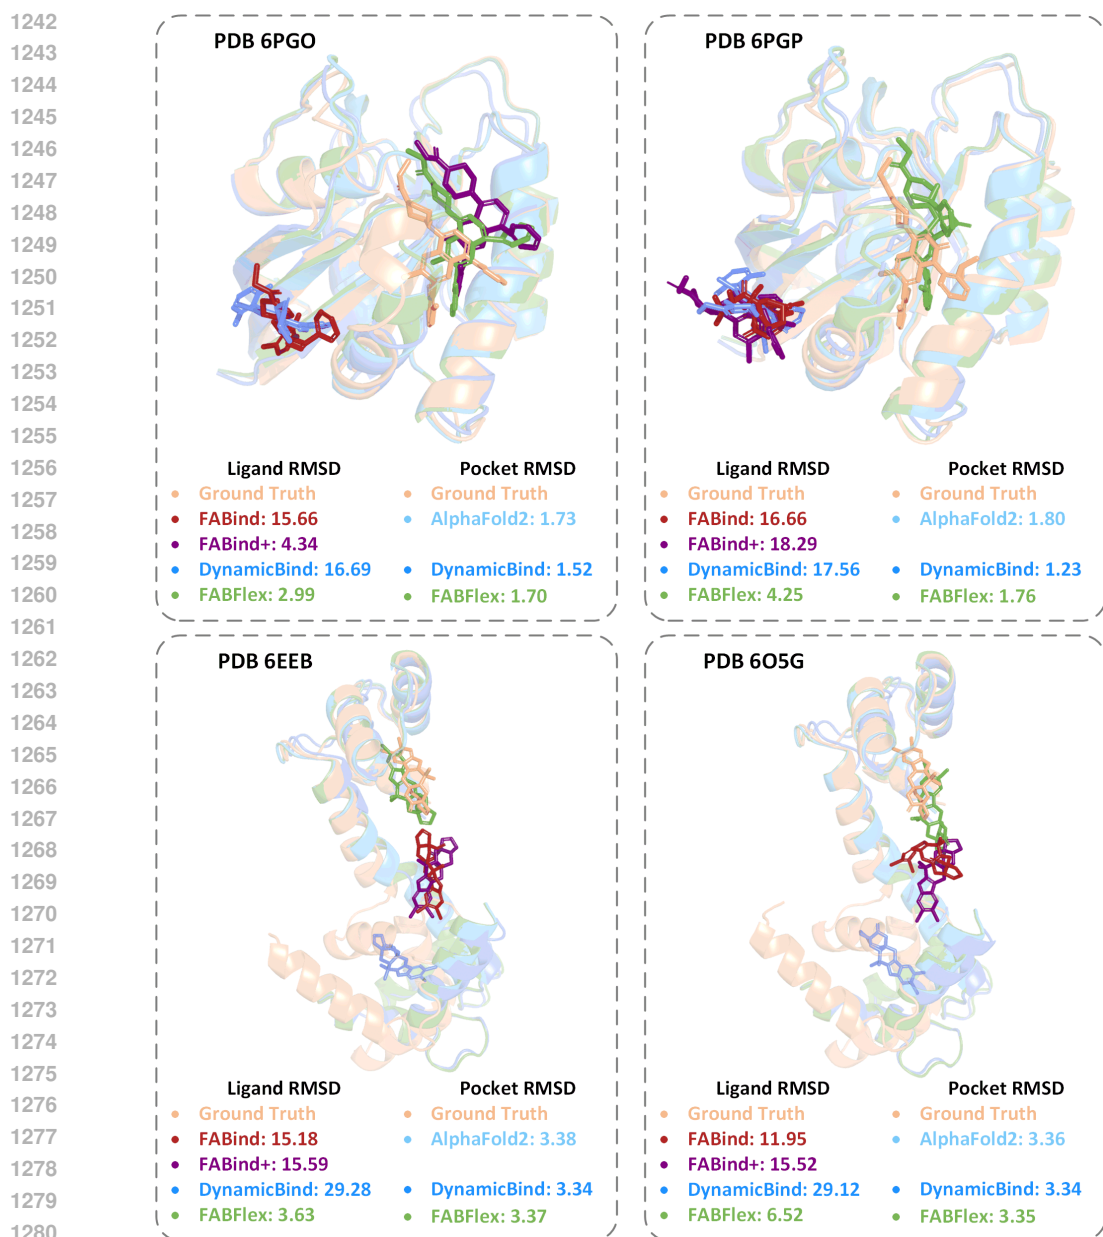 1242
1243
1244
1245
1246
1247
1248
1249
1250
1251
1252
1253
1254
1255
1256
1257
1258
1259
1260
1261
1262
1263
1264
1265
1266
1267
1268
1269
1270
1271
1272
1273
1274
1275
1276
1277
1278
1279
1280
PDB 6PGO
Ligand RMSD Pocket RMSD
• Ground Truth • Ground Truth
• FABind: 15.66 • AlphaFold2: 1.73
• FABind+: 4.34
• DynamicBind: 16.69 • DynamicBind: 1.52
• FABFlex: 2.99 • FABFlex: 1.70
PDB 6PGP
Ligand RMSD Pocket RMSD
• Ground Truth • Ground Truth
• FABind: 16.66 • AlphaFold2: 1.80
• FABind+: 18.29
• DynamicBind: 17.56 • DynamicBind: 1.23
• FABFlex: 4.25 • FABFlex: 1.76
PDB 6EEB
Ligand RMSD Pocket RMSD
• Ground Truth • Ground Truth
• FABind: 15.18 • AlphaFold2: 3.38
• FABind+: 15.59
• DynamicBind: 29.28 • DynamicBind: 3.34
• FABFlex: 3.63 • FABFlex: 3.37
PDB 6O5G
Ligand RMSD Pocket RMSD
• Ground Truth • Ground Truth
• FABind: 11.95 • AlphaFold2: 3.36
• FABind+: 15.52
• DynamicBind: 29.12 • DynamicBind: 3.34
• FABFlex: 6.52 • FABFlex: 3.35